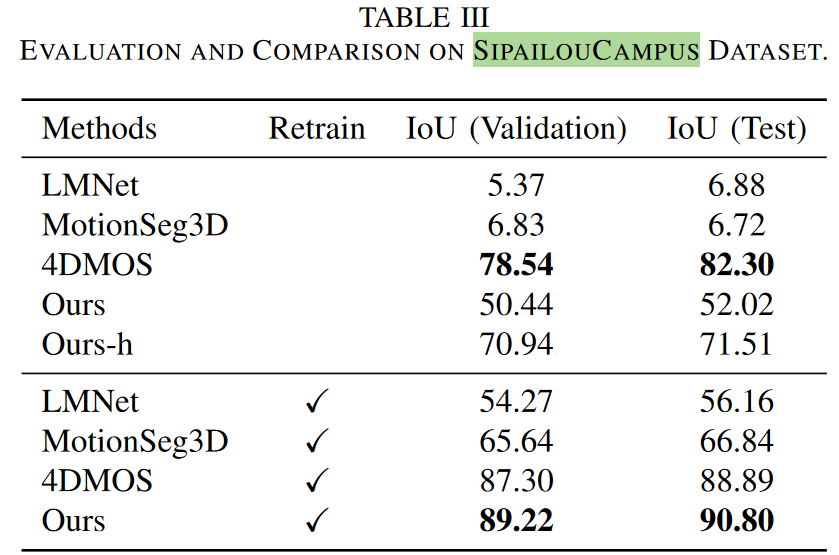 TABLE III
EVALUATION AND COMPARISON ON SIPAILOUCAMPUS DATASET.
Methods Retrain IoU (Validation) IoU (Test)
LMNet 5.37 6.88
MotionSeg3D 6.83 6.72
4DMOS 78.54 82.30
Ours 50.44 52.02
Ours-h 70.94 71.51
LMNet ✓ 54.27 56.16
MotionSeg3D ✓ 65.64 66.84
4DMOS ✓ 87.30 88.89
Ours ✓ 89.22 90.80